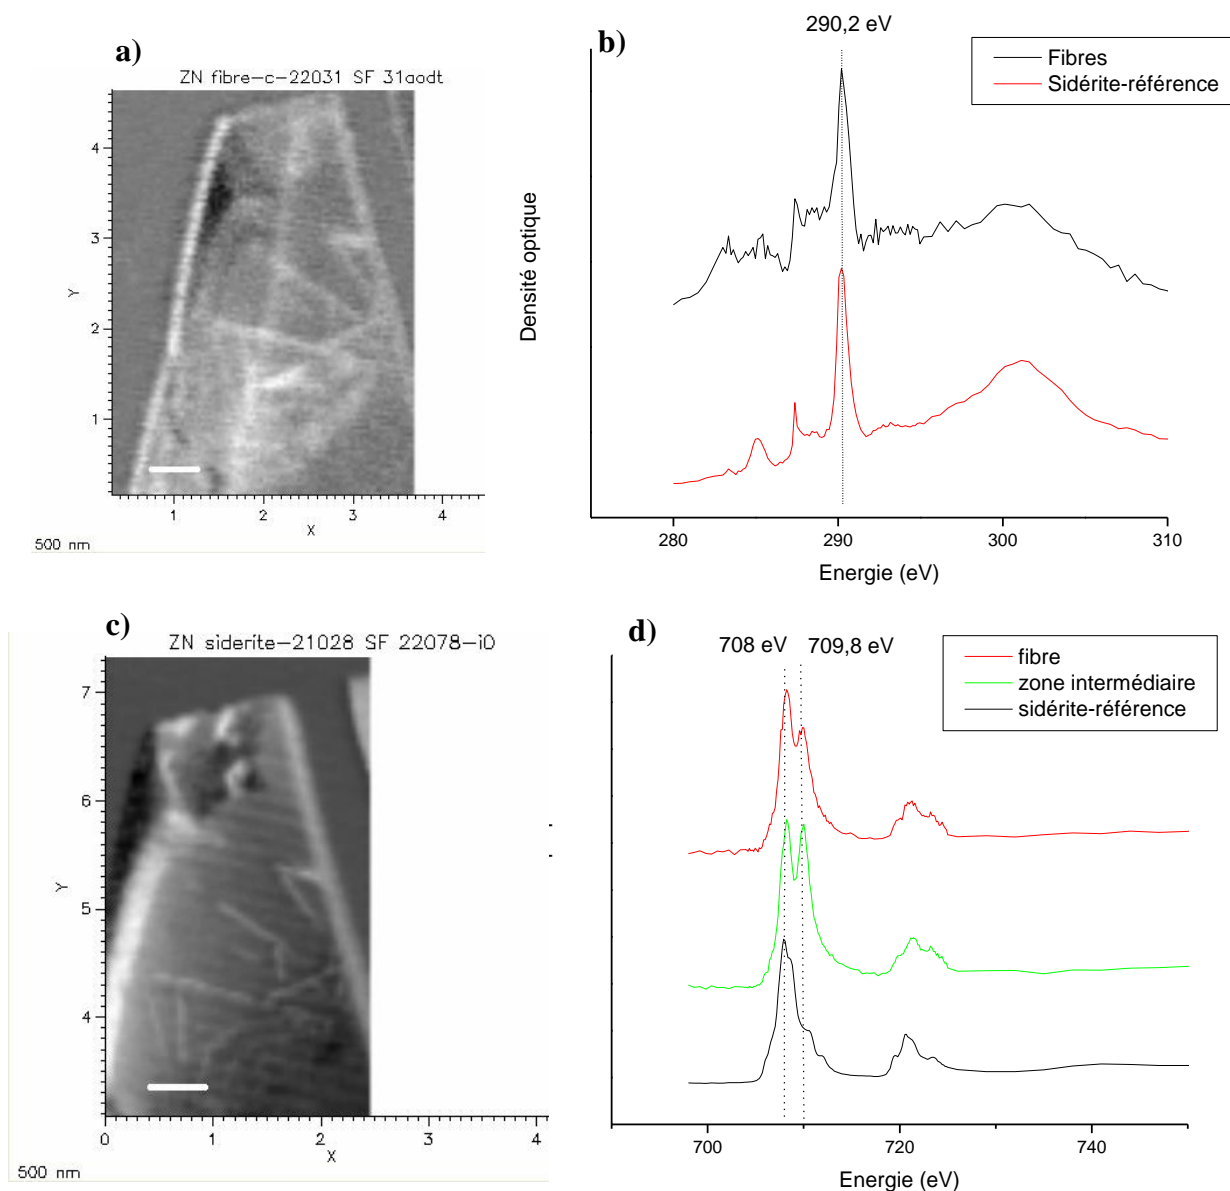 a)
ZN fibre-c-22031 SF 31aodt
4
3
2
1
Y
1
2
3
4
X
500 nm
b)
290,2 eV
Fibres
Sidérite-référence
Densité optique
280
290
300
310
Energie (eV)
c)
ZN siderite-21028 SF 22078-i0
7
6
5
4
Y
0
1
2
3
4
X
500 nm
d)
708 eV
709,8 eV
fibre
zone intermédiaire
sidérite-référence
700
720
740
Energie (eV)